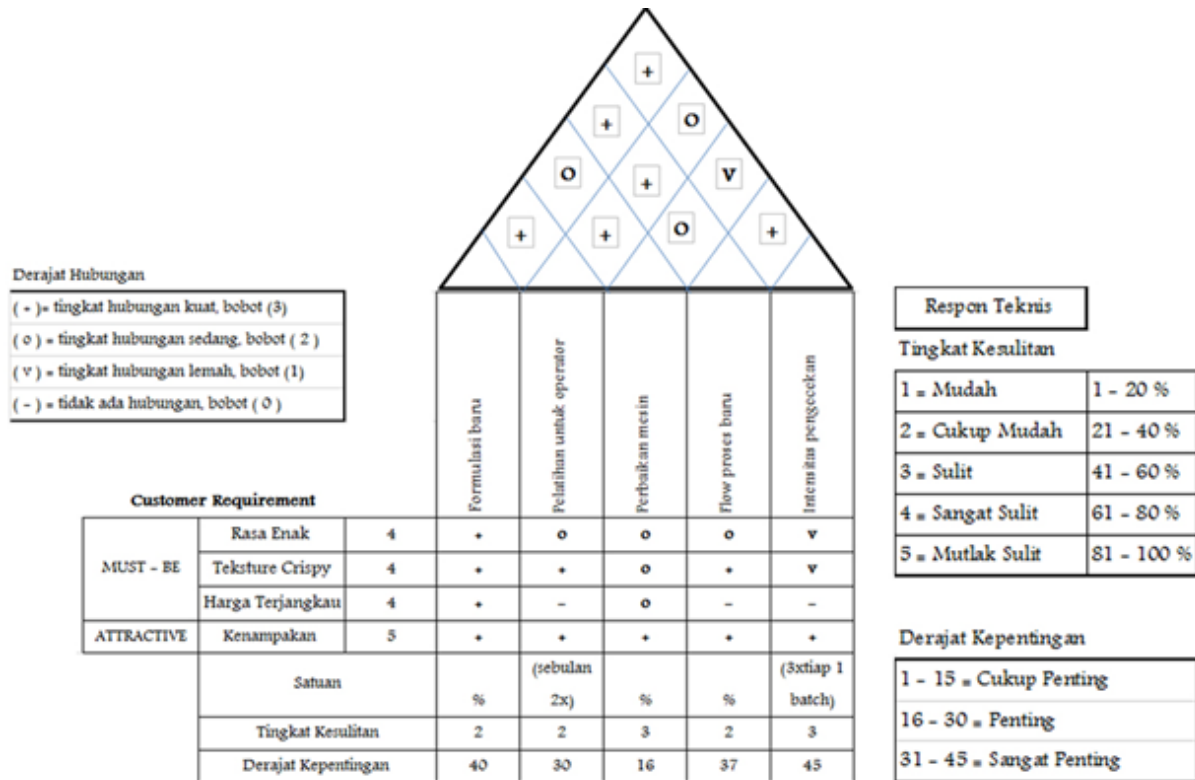 +
+ o
o + v
+ + o +
Derajat Hubungan
( + )= tingkat hubungan kuat, bobot (3)
( o ) = tingkat hubungan sedang, bobot ( 2 )
( v ) = tingkat hubungan lemah, bobot (1)
( - ) = tidak ada hubungan, bobot ( 0 )
Formulasi baru
Pelatihan untuk operator
Perbaikan mesin
Flow proses baru
Intensitas pengecekan
Customer Requirement
MUST - BE
Rasa Enak 4 + o o o v
Teksture Crispy 4 + + o + v
Harga Terjangkau 4 + - o - -
ATTRACTIVE Kenampakan 5 + + + + +
Satuan % (sebulan 2x) % % (3xtiap 1 batch)
Tingkat Kesulitan 2 2 3 2 3
Derajat Kepentingan 40 30 16 37 45
Respon Teknis
Tingkat Kesulitan
1 = Mudah 1 - 20 %
2 = Cukup Mudah 21 - 40 %
3 = Sulit 41 - 60 %
4 = Sangat Sulit 61 - 80 %
5 = Mutlak Sulit 81 - 100 %
Derajat Kepentingan
1 - 15 = Cukup Penting
16 - 30 = Penting
31 - 45 = Sangat Penting